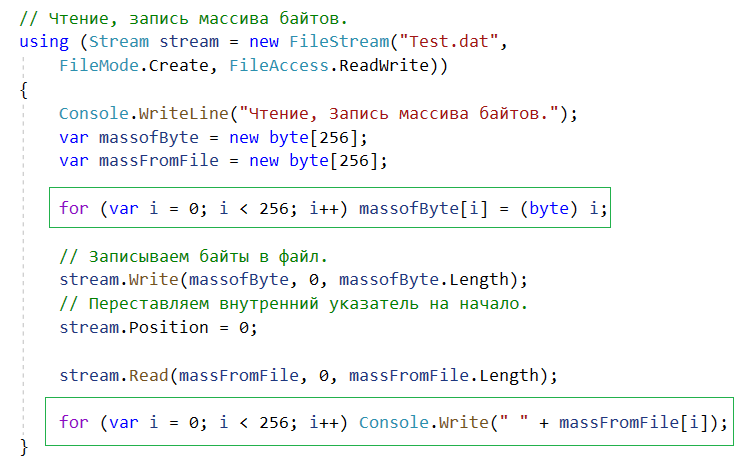 // Чтение, запись массива байтов.
using (Stream stream = new FileStream("Test.dat",
FileMode.Create, FileAccess.ReadWrite))
{
Console.WriteLine("Чтение, Запись массива байтов.");
var massofByte = new byte[256];
var massFromFile = new byte[256];
for (var i = 0; i < 256; i++) massofByte[i] = (byte) i;
// Записываем байты в файл.
stream.Write(massofByte, 0, massofByte.Length);
// Переставляем внутренний указатель на начало.
stream.Position = 0;
stream.Read(massFromFile, 0, massFromFile.Length);
for (var i = 0; i < 256; i++) Console.Write(" " + massFromFile[i]);
}